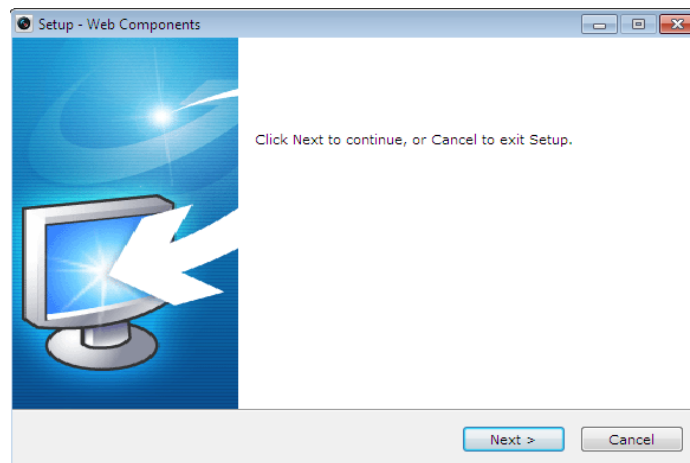 Setup - Web Components
Click Next to continue, or Cancel to exit Setup.
Next >
Cancel